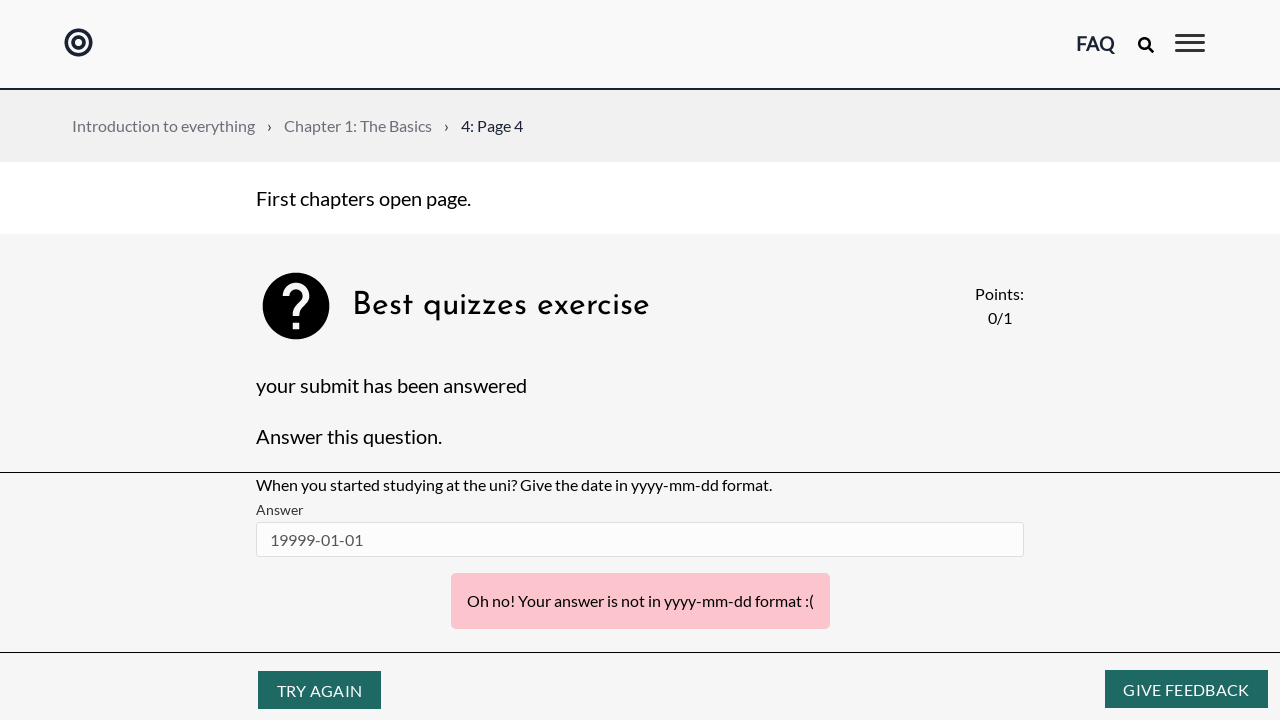 FAQ
Introduction to everything › Chapter 1: The Basics › 4: Page 4
First chapters open page.
Best quizzes exercise
Points:
0/1
your submit has been answered
Answer this question.
When you started studying at the uni? Give the date in yyyy-mm-dd format.
Answer
19999-01-01
Oh no! Your answer is not in yyyy-mm-dd format :(
TRY AGAIN
GIVE FEEDBACK